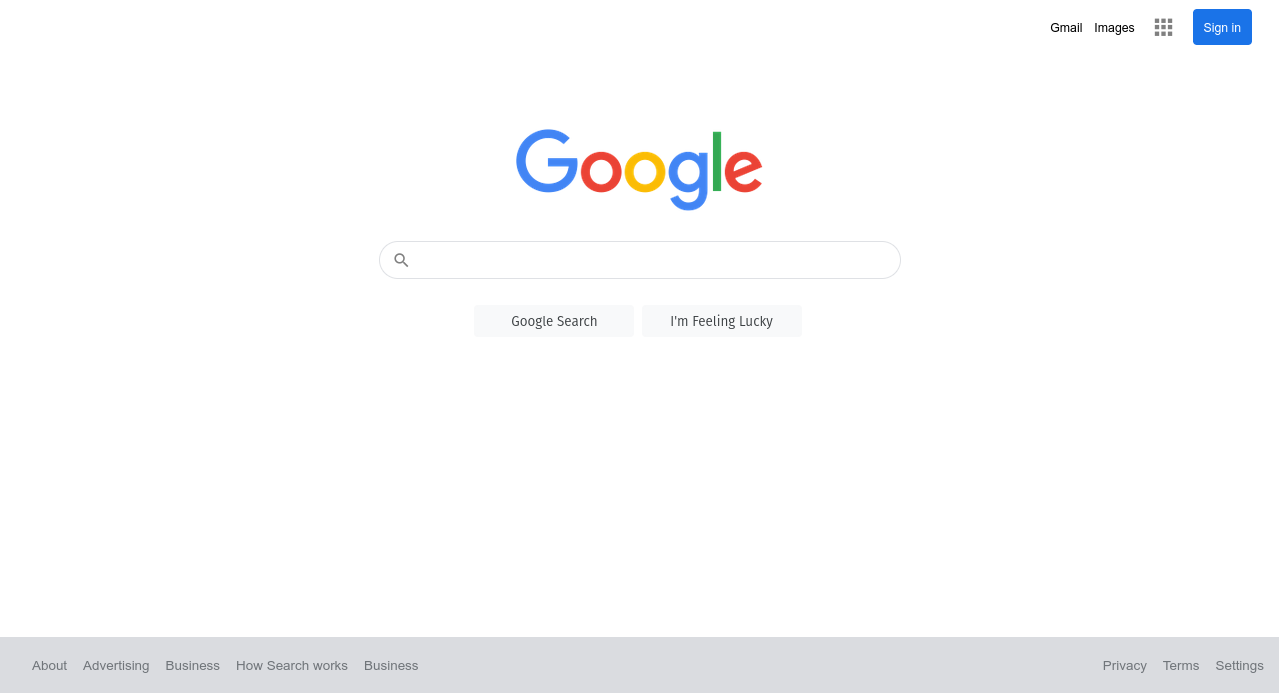 Gmail Images Sign in
Google
Google Search I'm Feeling Lucky
About Advertising Business How Search works Business Privacy Terms Settings